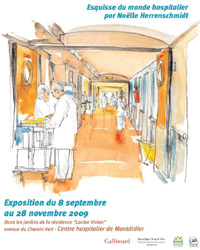 Esquisse du monde hospitalier
par Noëlle Herrenschmidt
Exposition du 8 septembre
au 28 novembre 2009
Dans les jardins de la résidence "Lucien Vivien"
avenue du Chemin Vert - Centre hospitalier de Montdidier
Gallimard